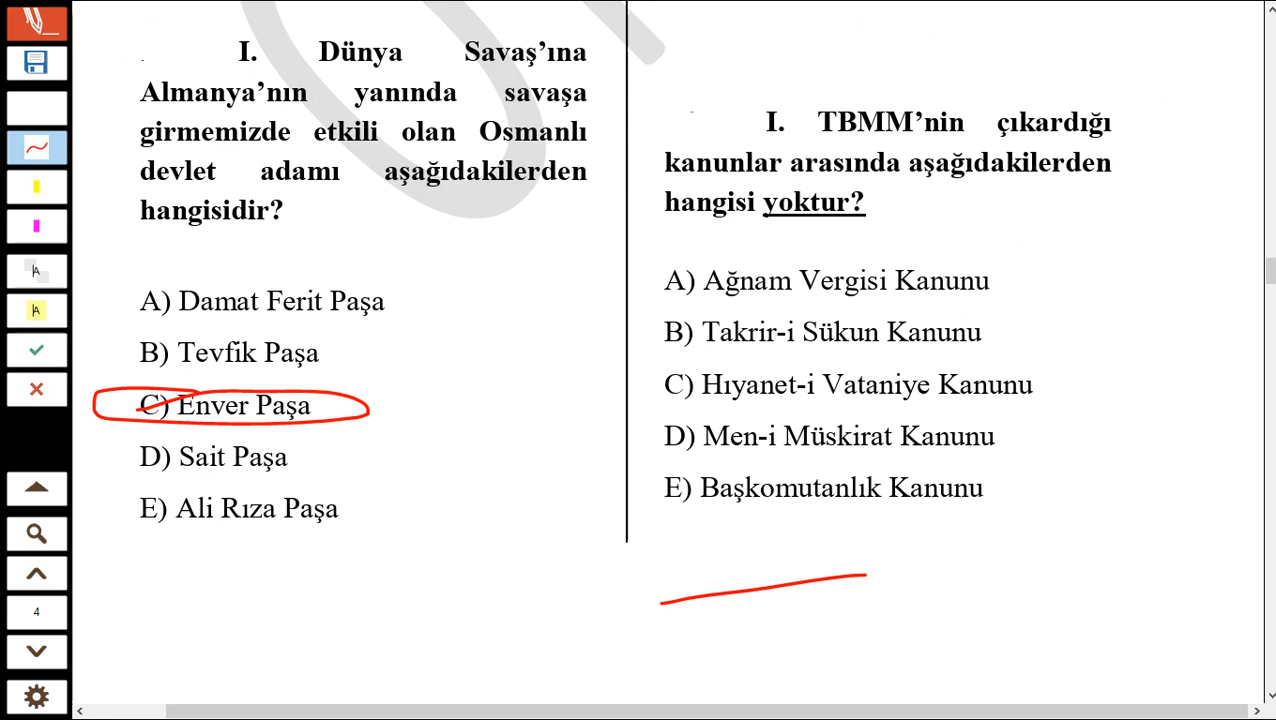 I. Dünya Savaş’ına
Almanya’nın yanında savaşa
girmemizde etkili olan Osmanlı
devlet adamı aşağıdakilerden
hangisidir?
A) Damat Ferit Paşa
B) Tevfik Paşa
C) Enver Paşa
D) Sait Paşa
E) Ali Rıza Paşa
I. TBMM’nin çıkardığı
kanunlar arasında aşağıdakilerden
hangisi yoktur?
A) Ağnam Vergisi Kanunu
B) Takrir-i Sükun Kanunu
C) Hıyanet-i Vataniye Kanunu
D) Men-i Müskirat Kanunu
E) Başkomutanlık Kanunu
A
A
4